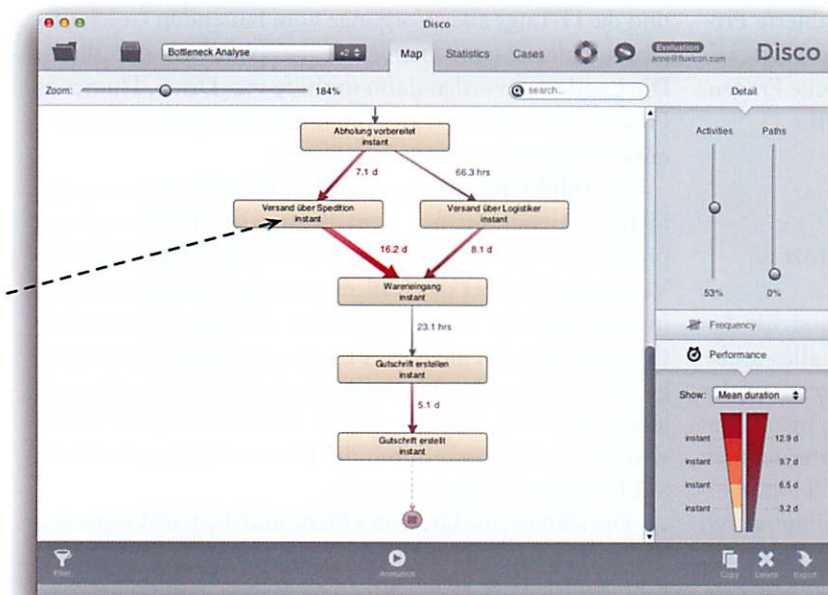 Disco
Bottleneck Analyse
Map
Statistics
Cases
Evaluation
anne@fluxicon.com
Disco
Zoom:
184%
search...
Detail
Abholung vorbereitet
instant
7.1 d
66.3 hrs
Versand über Spedition
instant
Versand über Logistiker
instant
16.2 d
8.1 d
Wareneingang
instant
23.1 hrs
Gutschrift erstellen
instant
5.1 d
Gutschrift erstellt
instant
Activities
Paths
53%
0%
Frequency
Performance
Show:
Mean duration
instant
12.9 d
instant
9.7 d
instant
6.5 d
instant
3.2 d
Filter
Animation
Copy
Delete
Export